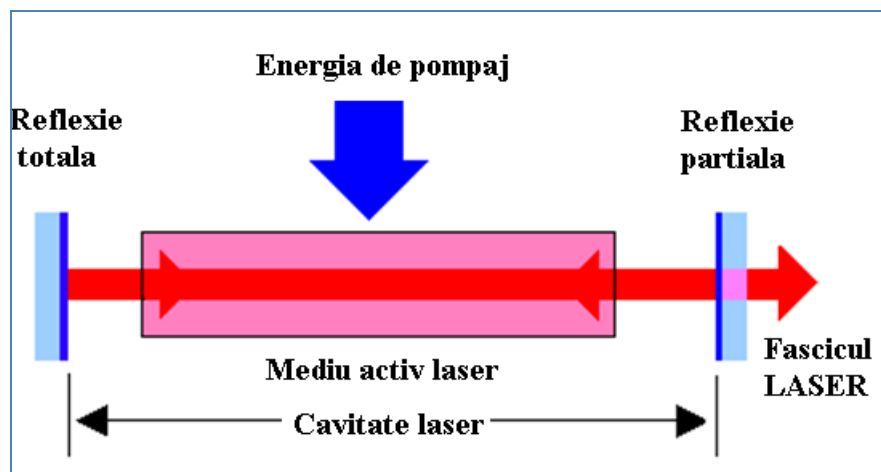 Energia de pompaj
Reflexie
totala
Reflexie
partiala
Mediu activ laser
Fascicul
LASER
Cavitate laser